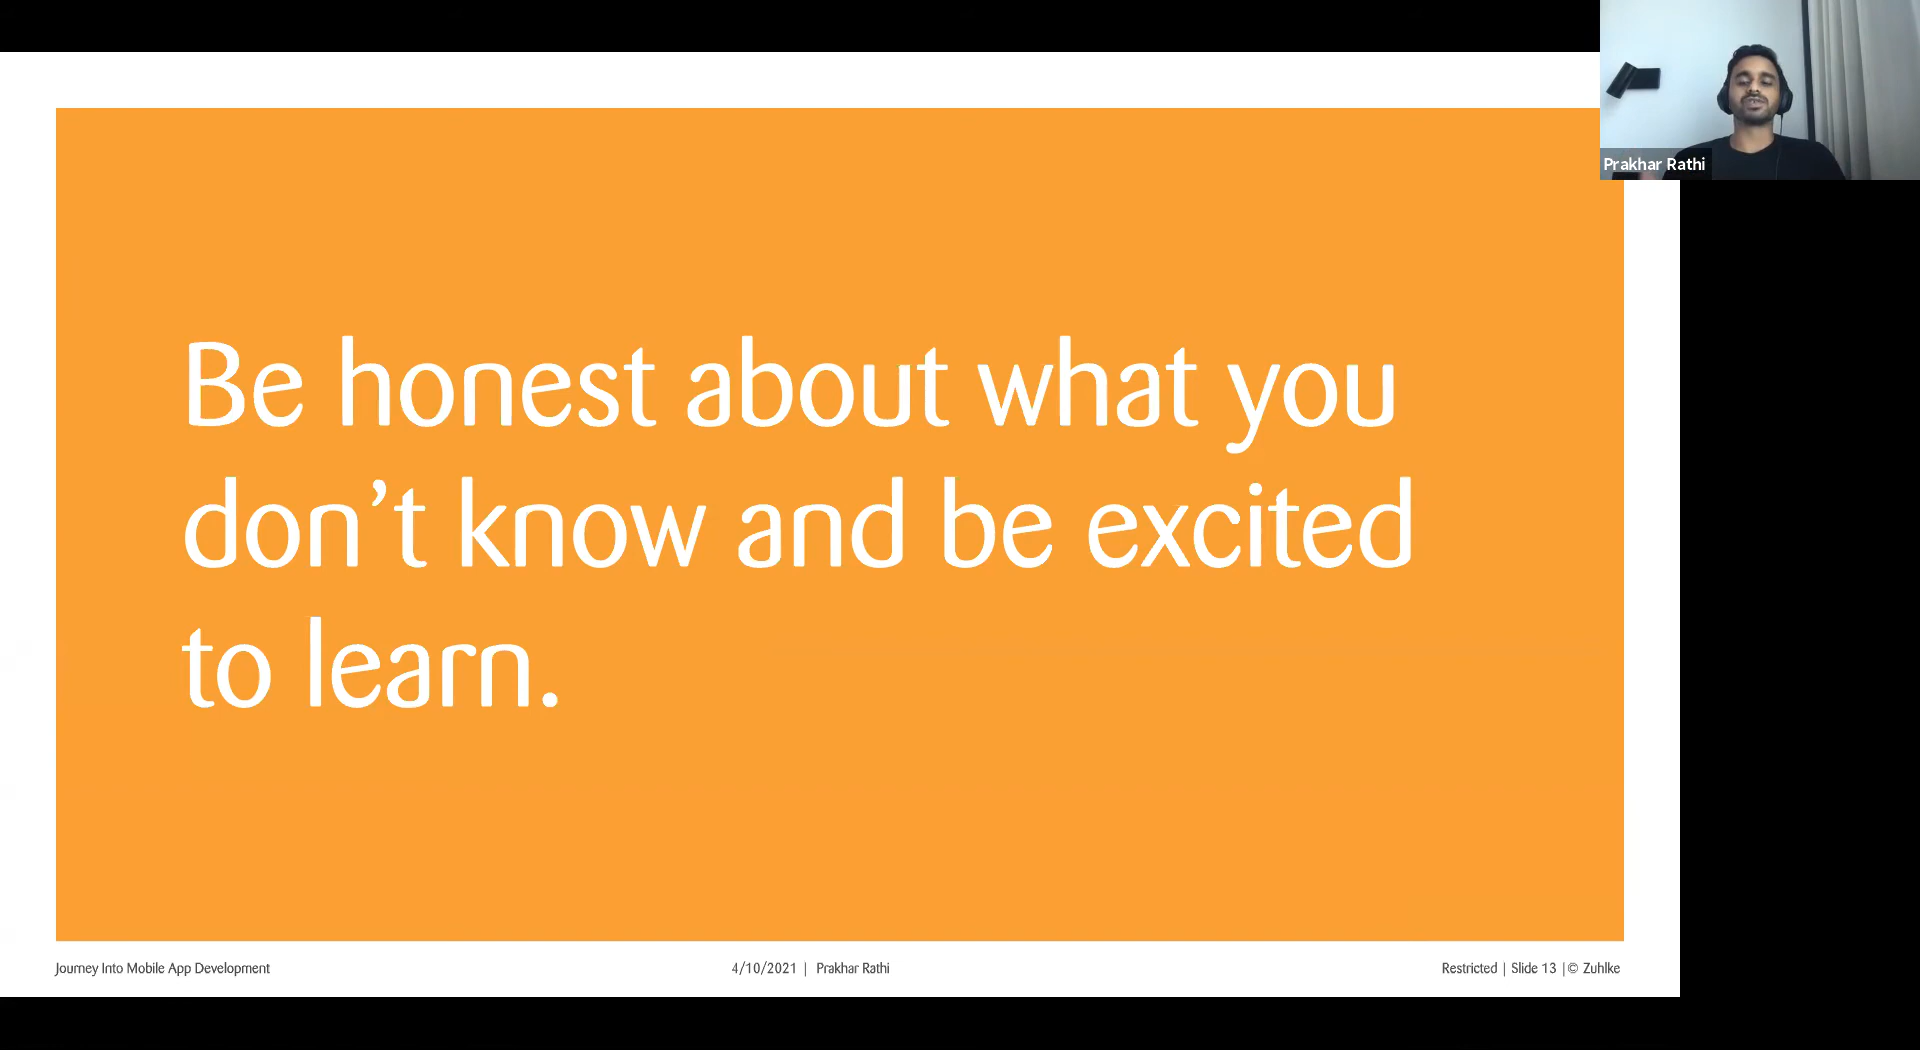 Prakhar Rathi
Be honest about what you
don’t know and be excited
to learn.
Journey Into Mobile App Development
4/10/2021 | Prakhar Rathi
Restricted | Slide 13 |© Zuhlke